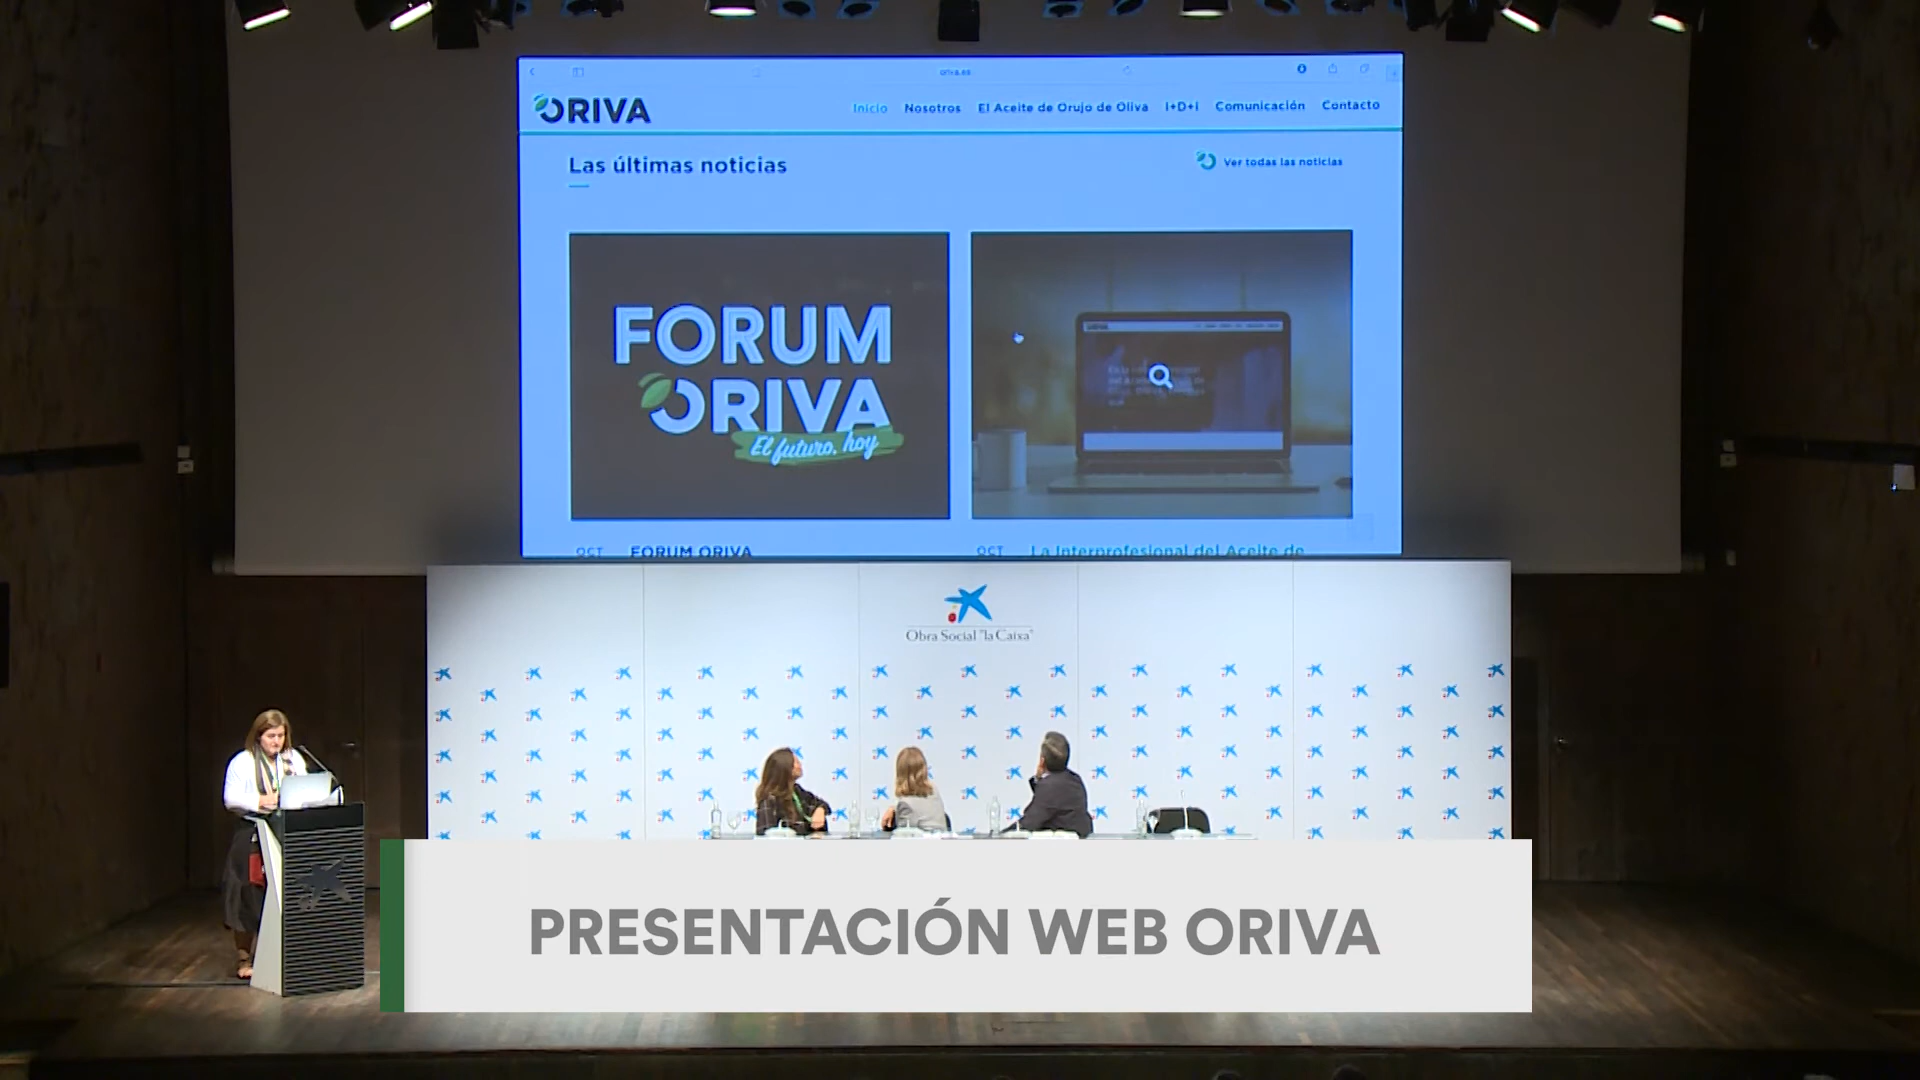 oriva.es
ORIVA
Inicio Nosotros El Aceite de Orujo de Oliva I+D+i Comunicación Contacto
Las últimas noticias
Ver todas las noticias
FORUM
ORIVA
El futuro, hoy
OCT FORUM ORIVA
OCT La Interprofesional del Aceite de
Obra Social "la Caixa"
PRESENTACIÓN WEB ORIVA